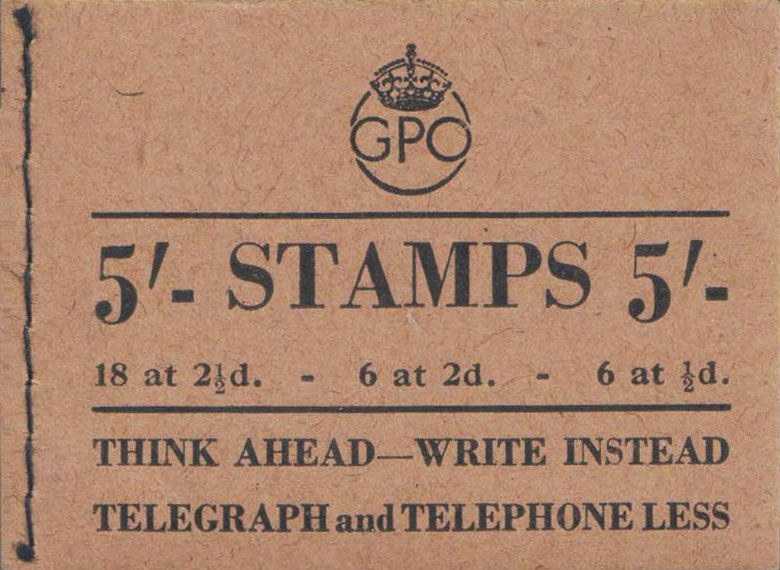 GPO
5/- STAMPS 5/-
18 at 2½d. - 6 at 2d. - 6 at ½d.
THINK AHEAD—WRITE INSTEAD
TELEGRAPH and TELEPHONE LESS